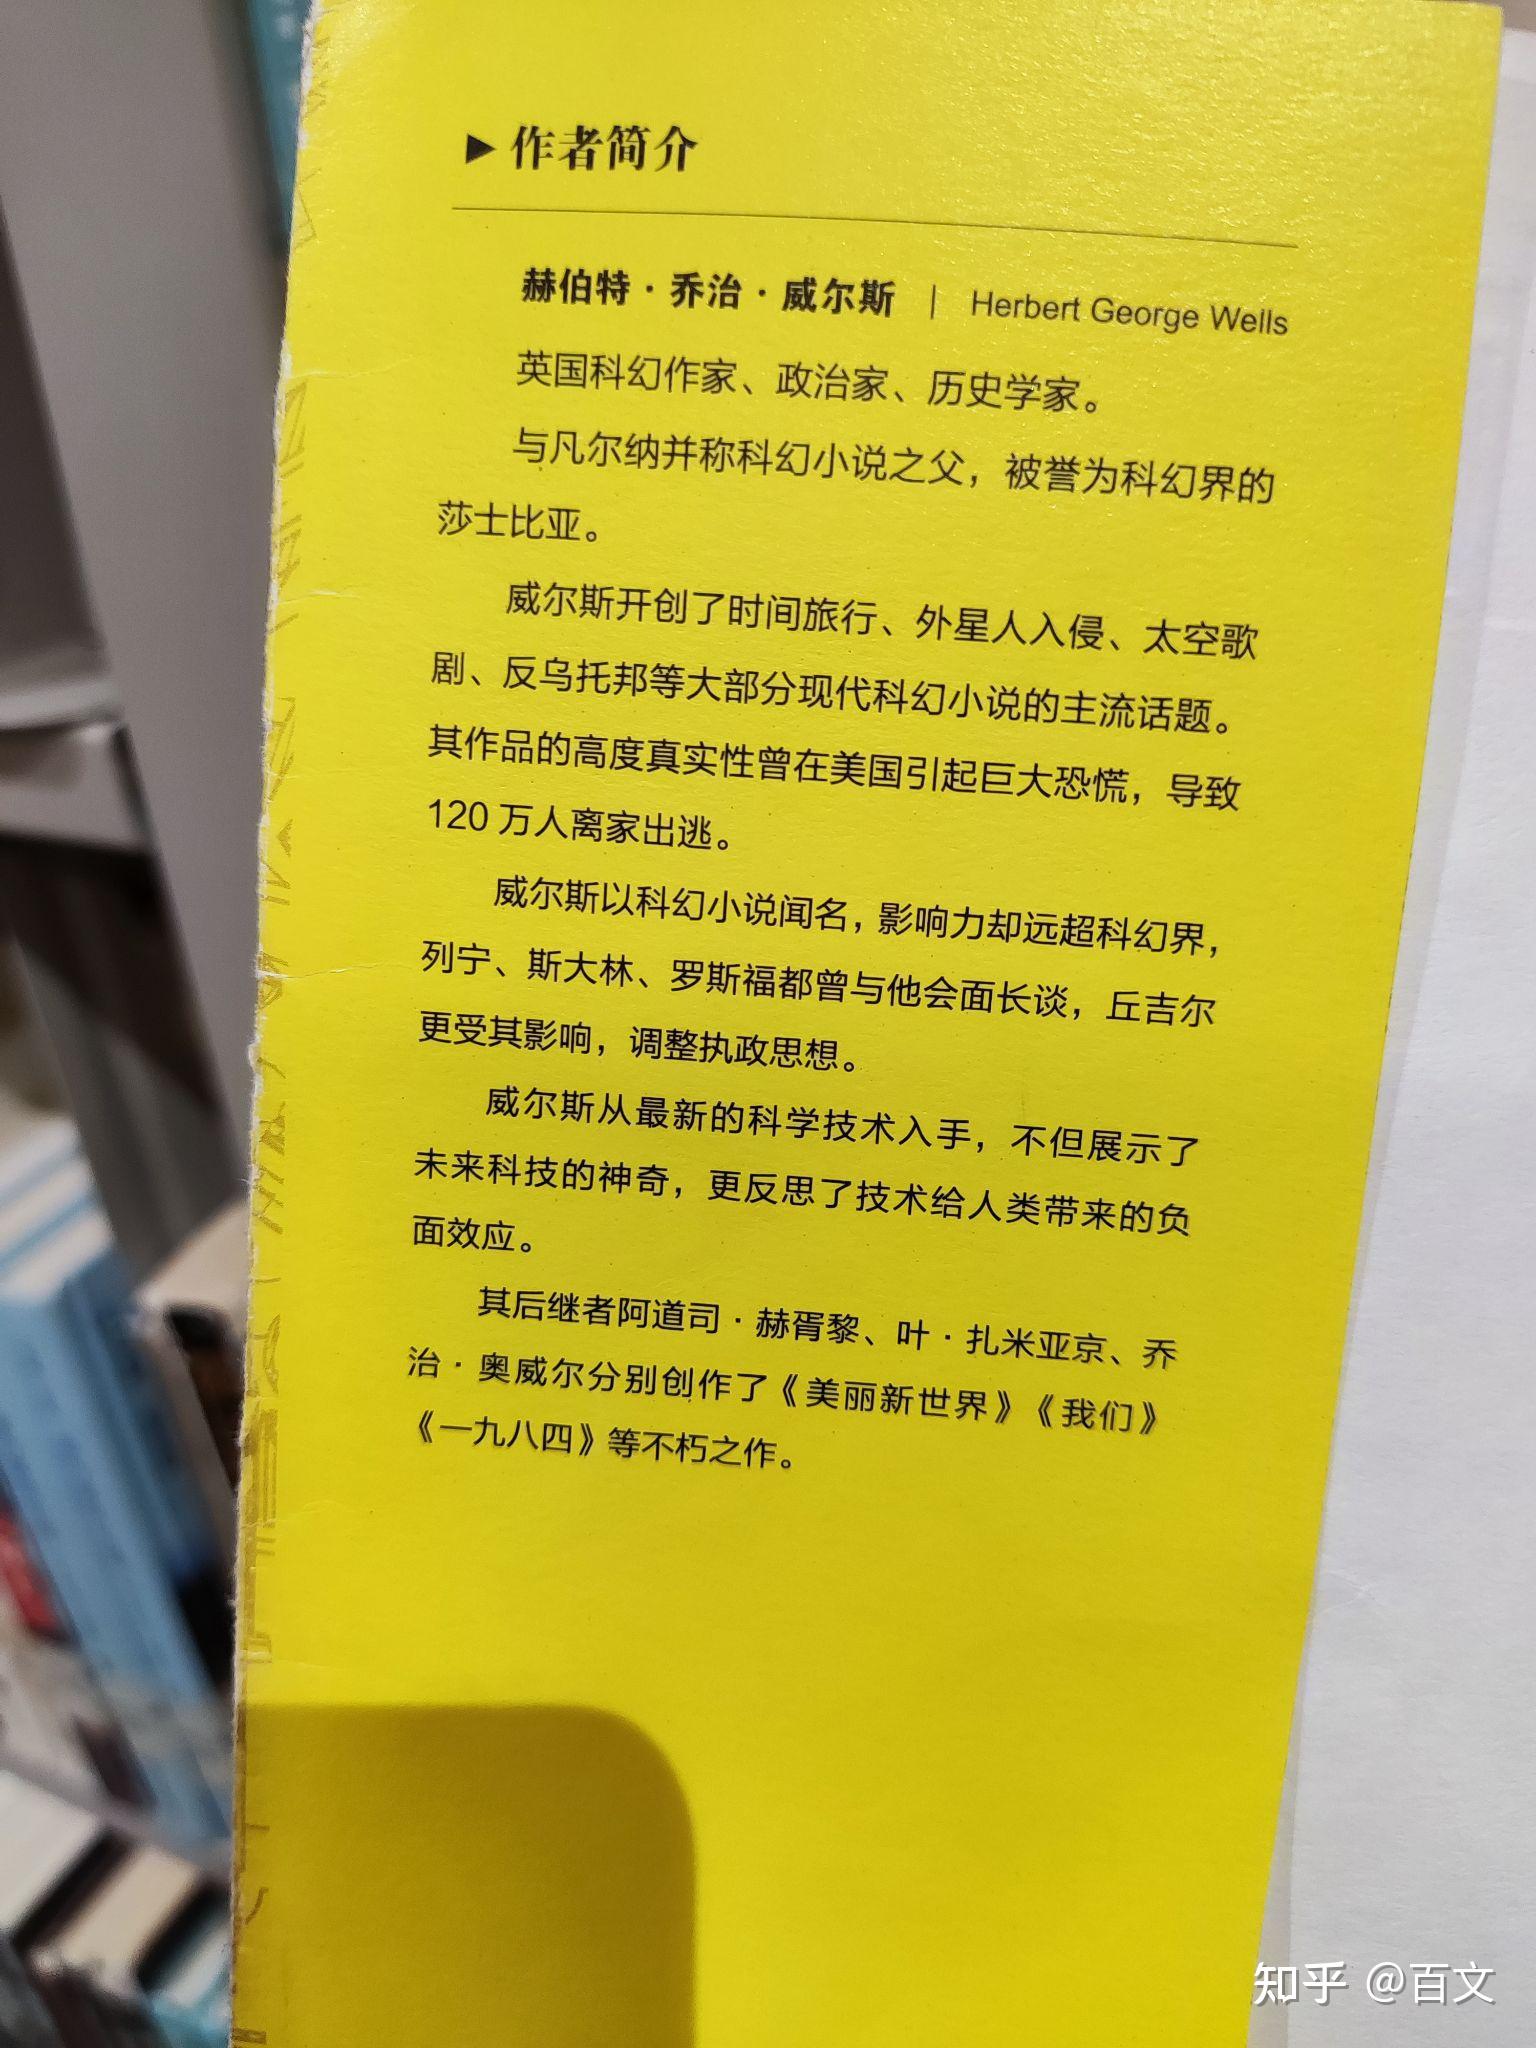 ▶作者简介
赫伯特·乔治·威尔斯 | Herbert George Wells
英国科幻作家、政治家、历史学家。
与凡尔纳并称科幻小说之父，被誉为科幻界的
莎士比亚。
威尔斯开创了时间旅行、外星人入侵、太空歌
剧、反乌托邦等大部分现代科幻小说的主流话题。
其作品的高度真实性曾在美国引起巨大恐慌，导致
120万人离家出逃。
威尔斯以科幻小说闻名，影响力却远超科幻界，
列宁、斯大林、罗斯福都曾与他会面长谈，丘吉尔
更受其影响，调整执政思想。
威尔斯从最新的科学技术入手，不但展示了
未来科技的神奇，更反思了技术给人类带来的负
面效应。
其后继者阿道司·赫胥黎、叶·扎米亚京、乔
治·奥威尔分别创作了《美丽新世界》《我们》
《一九八四》等不朽之作。
知乎 @百文